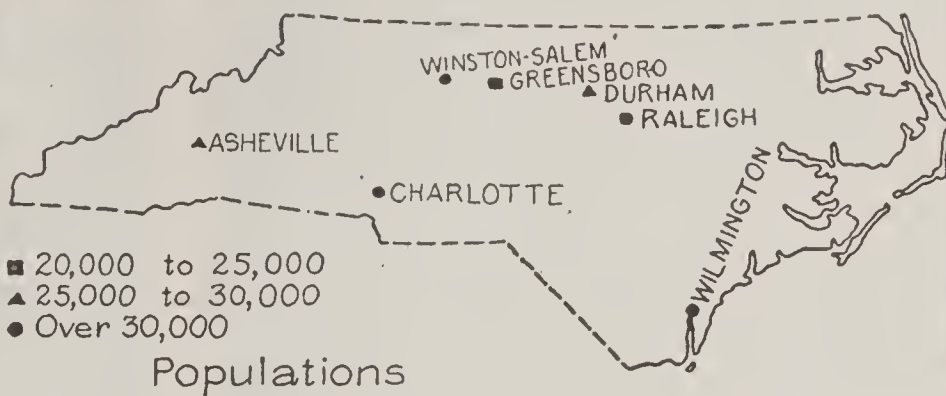 WINSTON-SALEM
GREENSBORO
DURHAM
RALEIGH
ASHEVILLE
CHARLOTTE
WILMINGTON
20,000 to 25,000
25,000 to 30,000
Over 30,000
Populations